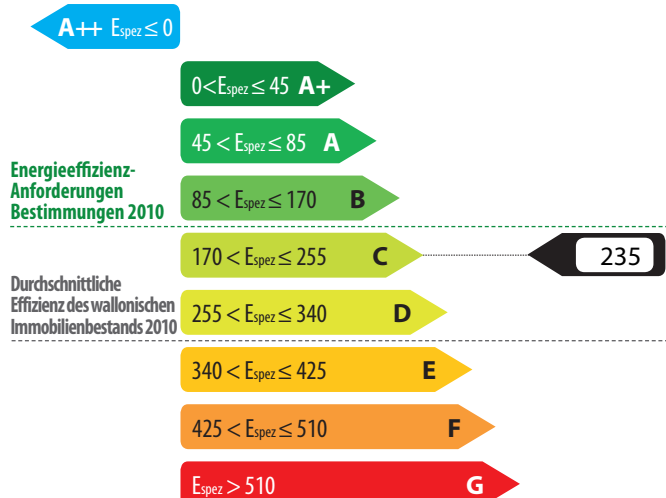 A++ Espez ≤ 0
0<Espez ≤ 45 A+
45 < Espez ≤ 85 A
Energieeffizienz-
Anforderungen
Bestimmungen 2010
85 < Espez ≤ 170 B
170 < Espez ≤ 255 C
235
Durchschnittliche
Effizienz des wallonischen
Immobilienbestands 2010
255 < Espez ≤ 340 D
340 < Espez ≤ 425 E
425 < Espez ≤ 510 F
Espez > 510 G